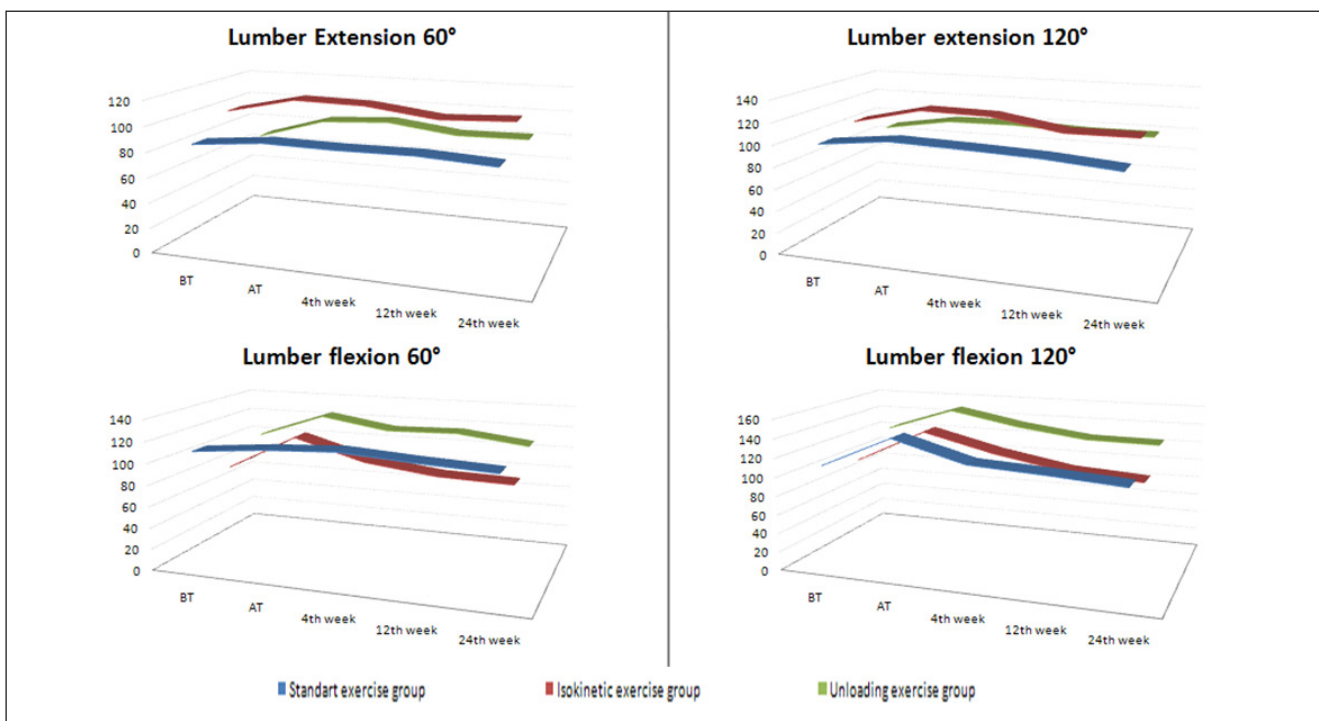 Lumber Extension 60°
120
100
80
60
40
20
0
BT
AT
4th week
12th week
24th week
Lumber extension 120°
140
120
100
80
60
40
20
0
BT
AT
4th week
12th week
24th week
Lumber flexion 60°
140
120
100
80
60
40
20
0
BT
AT
4th week
12th week
24th week
Lumber flexion 120°
160
140
120
100
80
60
40
20
0
BT
AT
4th week
12th week
24th week
Standart exercise group
Isokinetic exercise group
Unloading exercise group